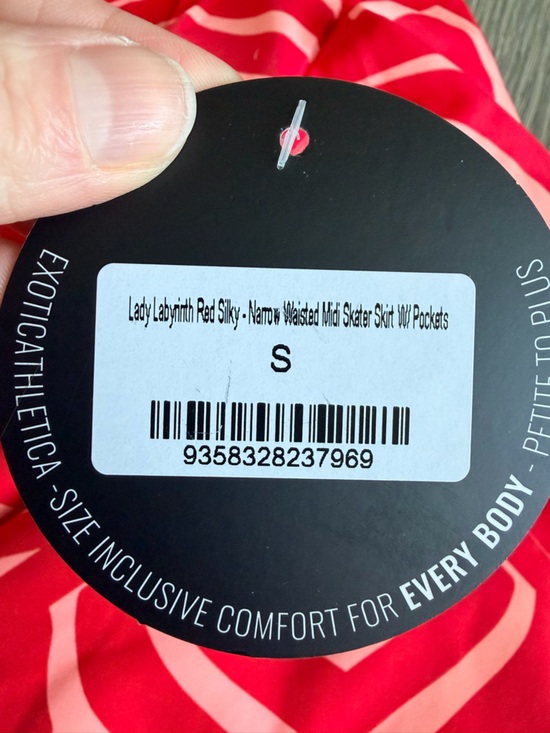 Lady Labyrinth Red Silky - Narrow Waisted Midi Skater Skirt W/ Pockets
S
9358328237969
EXOTICATHLETICA - SIZE INCLUSIVE COMFORT FOR EVERY BODY - PETITE TO PLUS